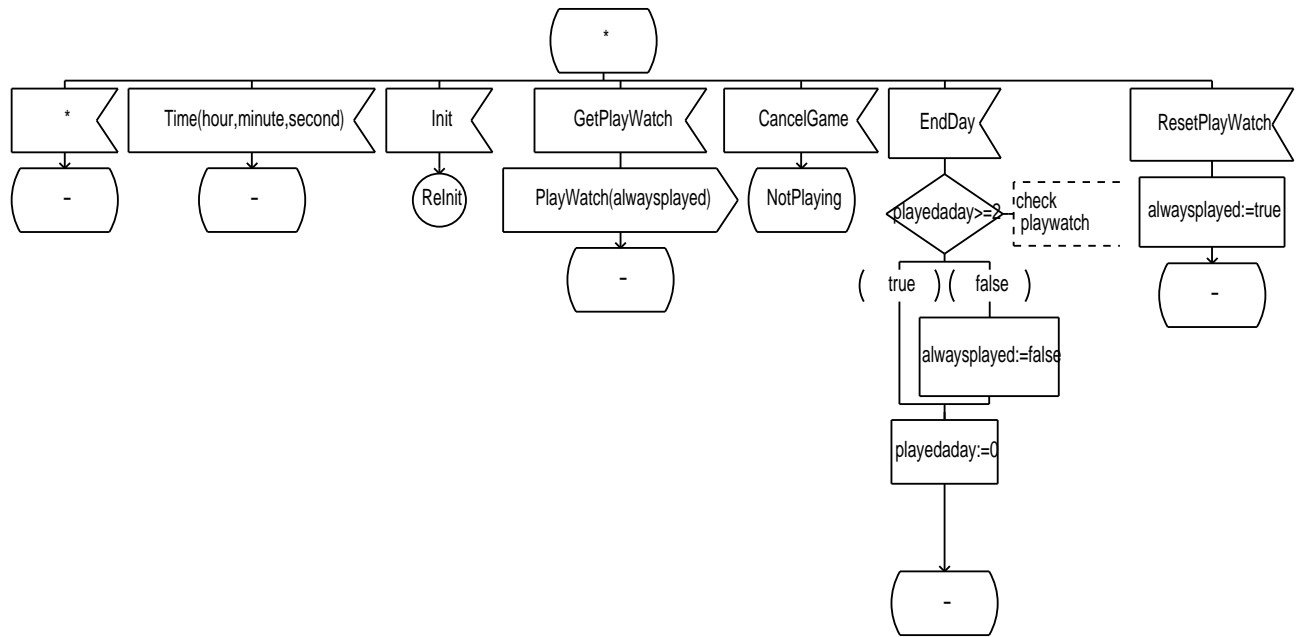 *
*
Time(hour,minute,second)
Init
GetPlayWatch
CancelGame
EndDay
ResetPlayWatch
-
-
ReInit
PlayWatch(alwaysplayed)
NotPlaying
playedaday>=2
check
playwatch
alwaysplayed:=true
-
-
( true )
( false )
alwaysplayed:=false
playedaday:=0
-